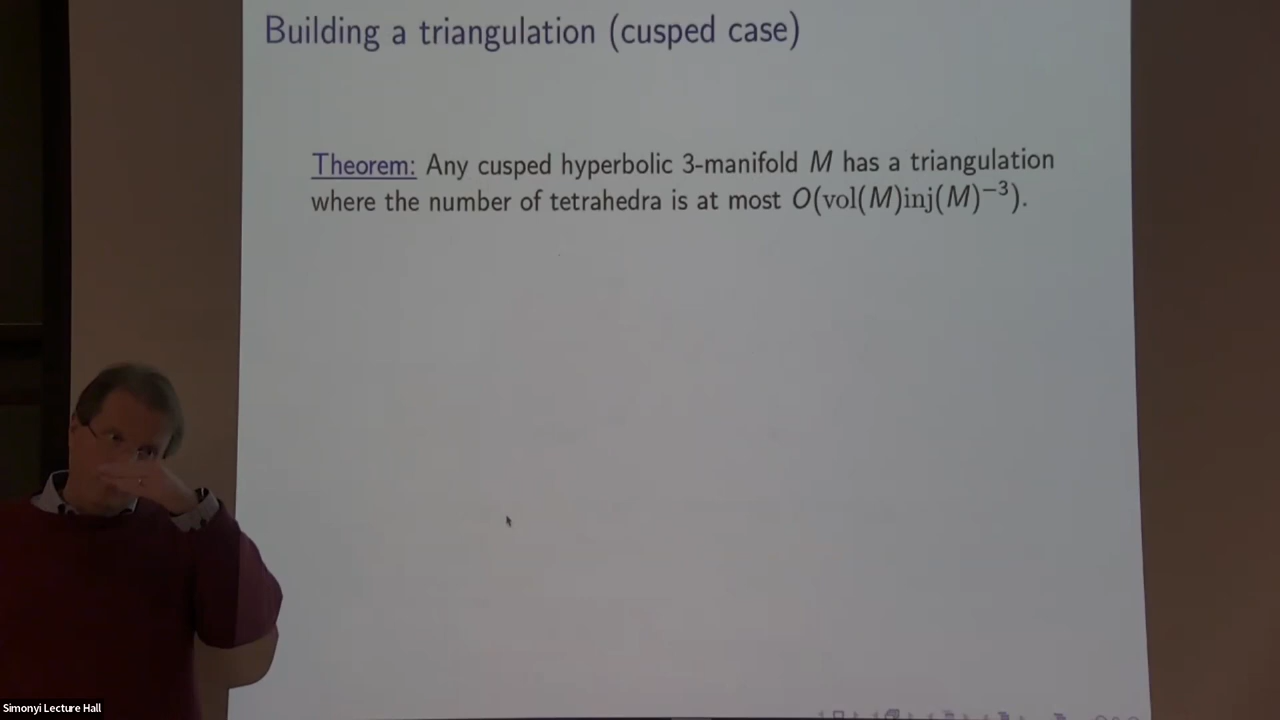 Building a triangulation (cusped case)
Theorem: Any cusped hyperbolic 3-manifold M has a triangulation
where the number of tetrahedra is at most O(vol(M)inj(M)⁻³).
Simonyi Lecture Hall